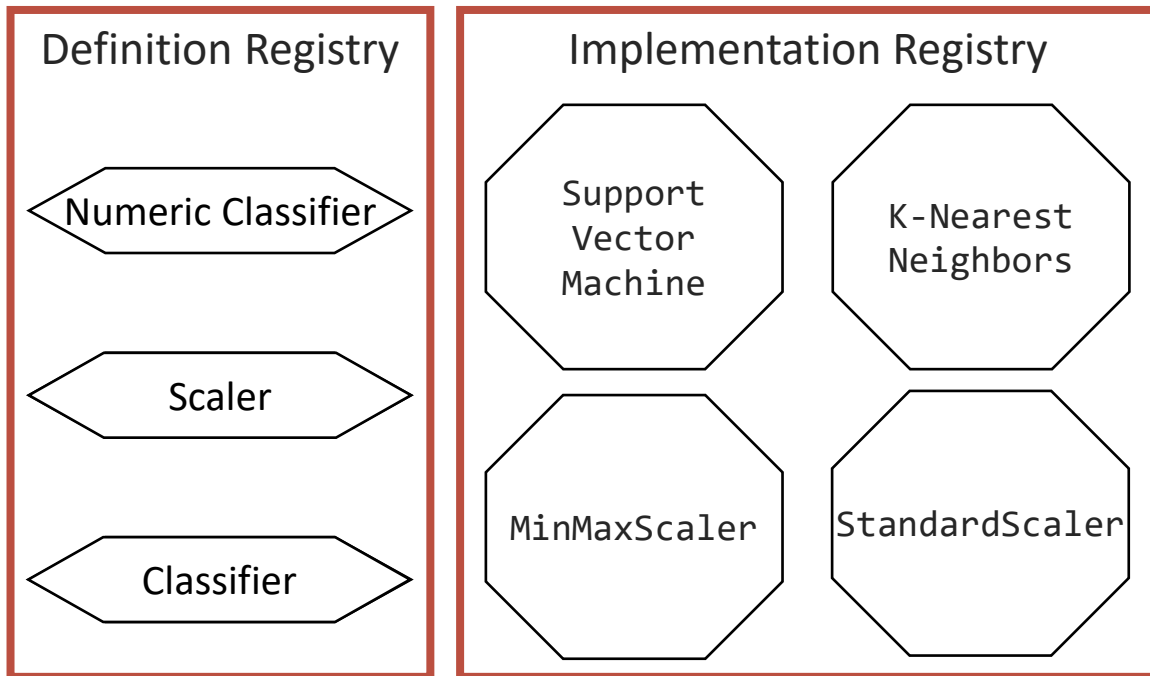 Definition Registry
Numeric Classifier
Scaler
Classifier
Implementation Registry
Support
Vector
Machine
K-Nearest
Neighbors
MinMaxScaler
StandardScaler